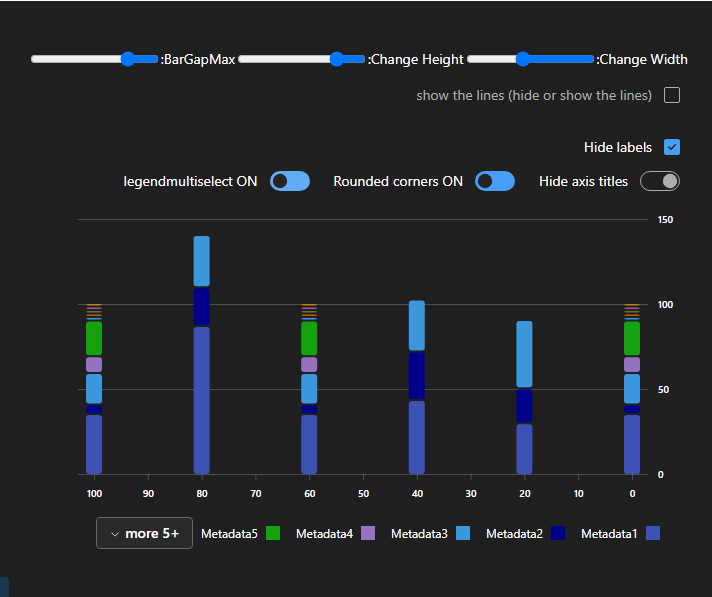 :BarGapMax :Change Height :Change Width
show the lines (hide or show the lines)
Hide labels
legendmultiselect ON Rounded corners ON Hide axis titles
150
100
50
0
100 90 80 70 60 50 40 30 20 10 0
more 5+ Metadata5 Metadata4 Metadata3 Metadata2 Metadata1